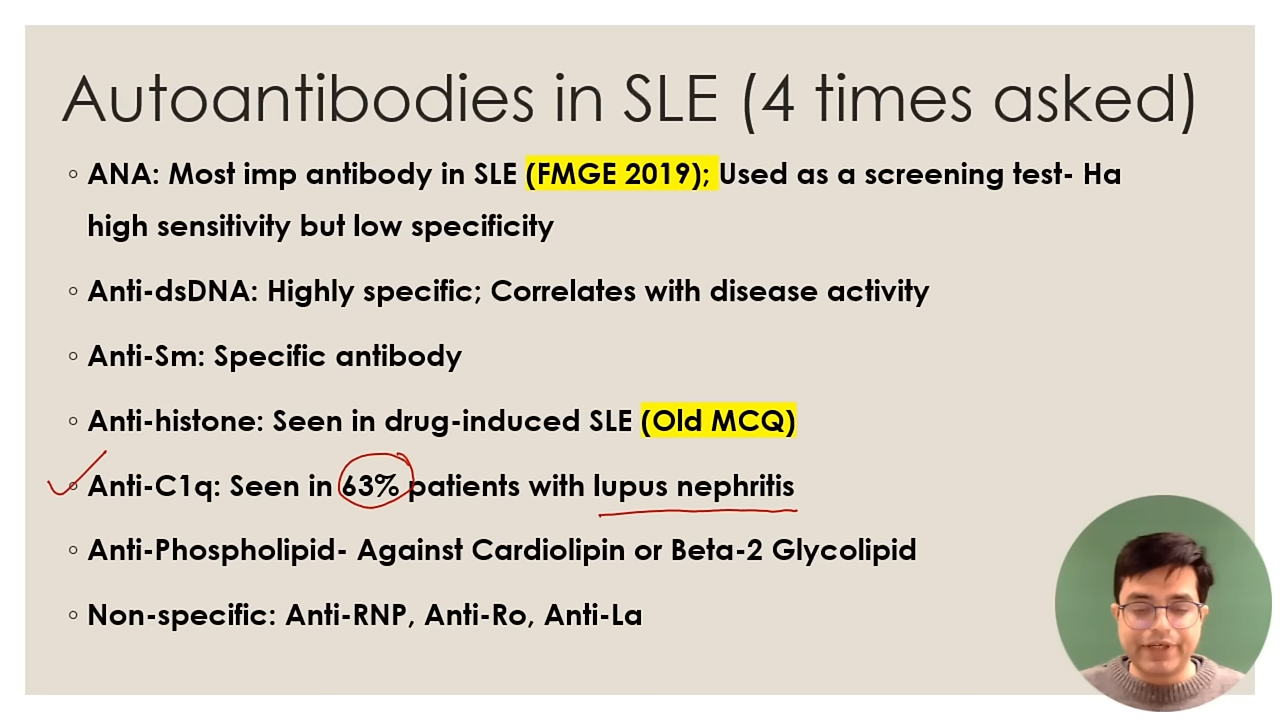 Autoantibodies in SLE (4 times asked)
◦ ANA: Most imp antibody in SLE (FMGE 2019); Used as a screening test- Ha
high sensitivity but low specificity
◦ Anti-dsDNA: Highly specific; Correlates with disease activity
◦ Anti-Sm: Specific antibody
◦ Anti-histone: Seen in drug-induced SLE (Old MCQ)
◦ Anti-C1q: Seen in 63% patients with lupus nephritis
◦ Anti-Phospholipid- Against Cardiolipin or Beta-2 Glycolipid
◦ Non-specific: Anti-RNP, Anti-Ro, Anti-La